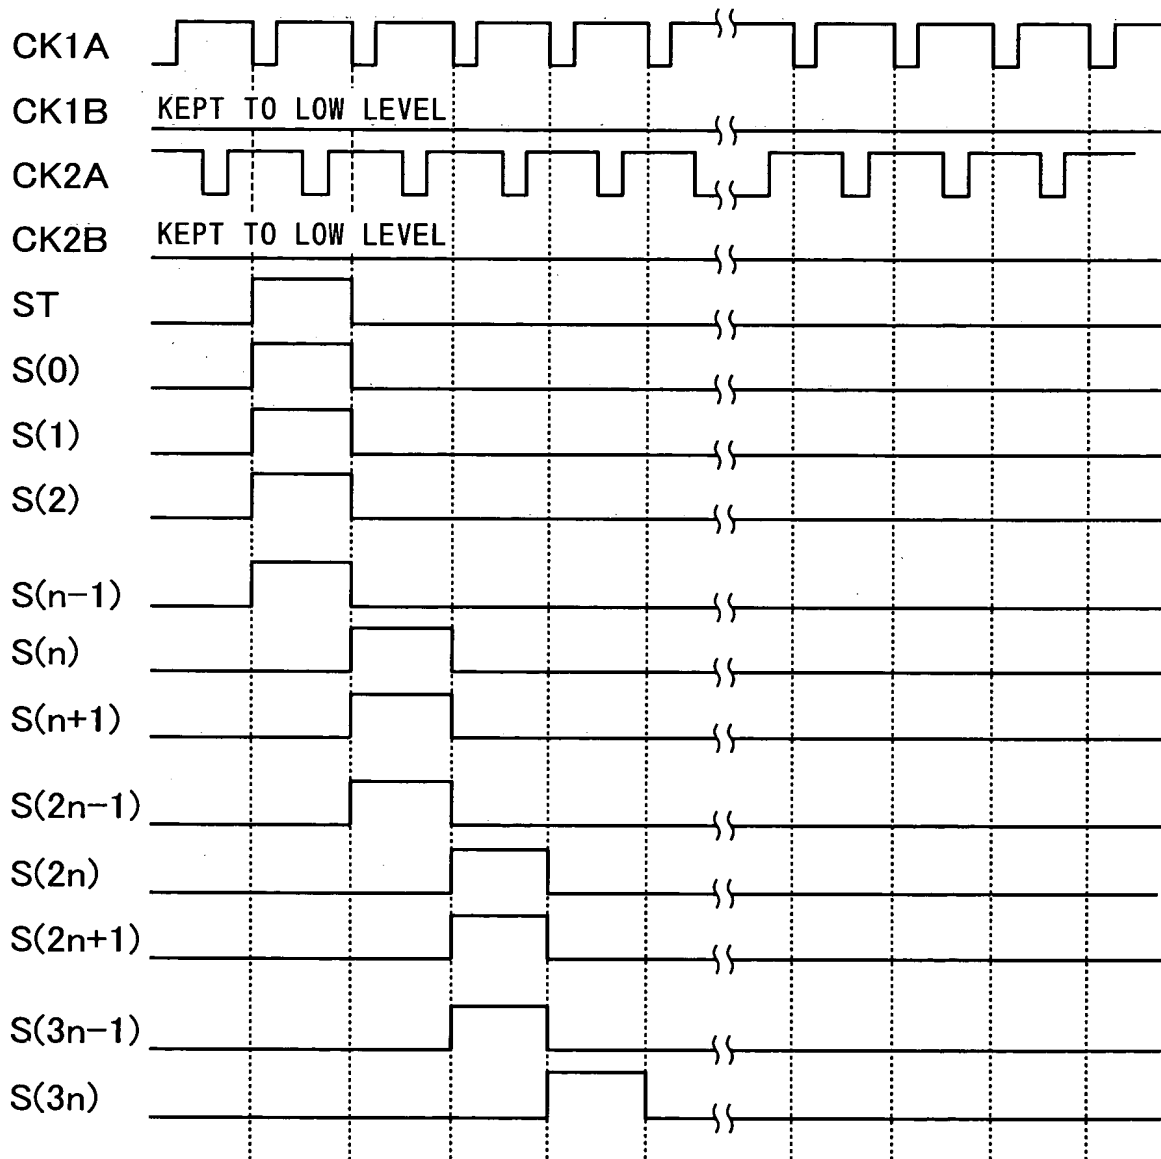 CK1A
CK1B KEPT TO LOW LEVEL
CK2A
CK2B KEPT TO LOW LEVEL
ST
S(0)
S(1)
S(2)
S(n-1)
S(n)
S(n+1)
S(2n-1)
S(2n)
S(2n+1)
S(3n-1)
S(3n)